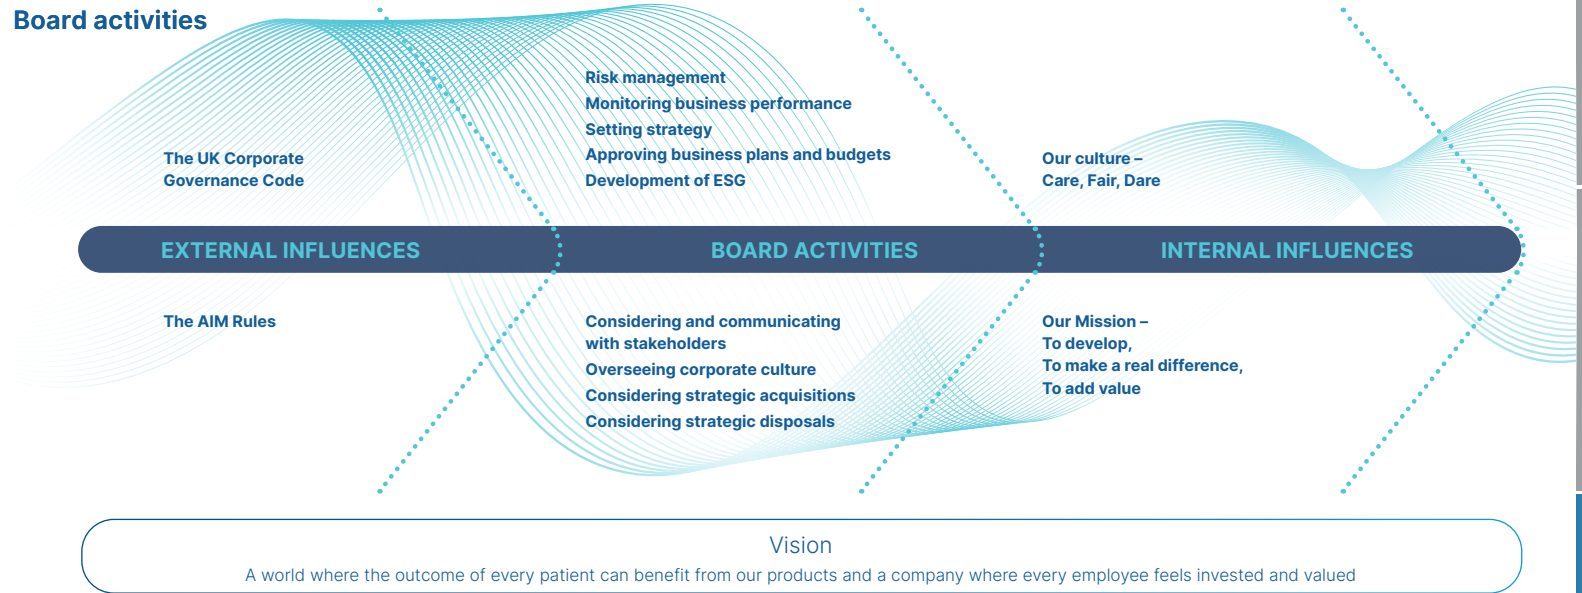 Board activities
The UK Corporate
Governance Code
Risk management
Monitoring business performance
Setting strategy
Approving business plans and budgets
Development of ESG
Our culture –
Care, Fair, Dare
EXTERNAL INFLUENCES
BOARD ACTIVITIES
INTERNAL INFLUENCES
The AIM Rules
Considering and communicating
with stakeholders
Overseeing corporate culture
Considering strategic acquisitions
Considering strategic disposals
Our Mission –
To develop,
To make a real difference,
To add value
Vision
A world where the outcome of every patient can benefit from our products and a company where every employee feels invested and valued